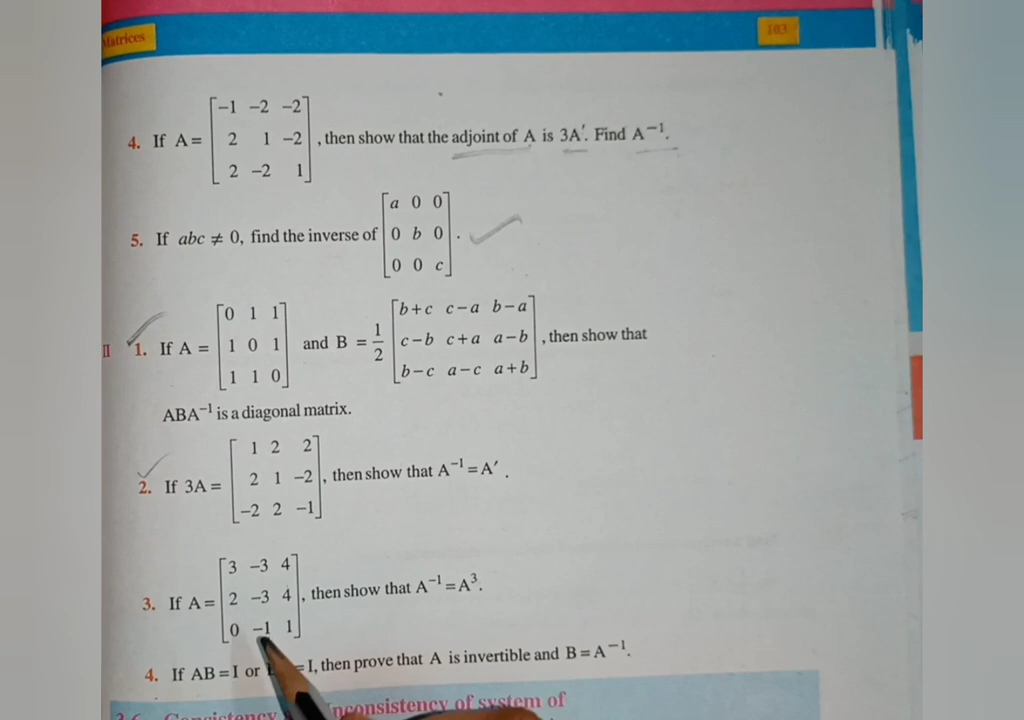 Matrices 103
4. If A = [−1 −2 −2
2 1 −2
2 −2 1], then show that the adjoint of A is 3A′. Find A⁻¹.
5. If abc ≠ 0, find the inverse of [a 0 0
0 b 0
0 0 c].
II 1. If A = [0 1 1
1 0 1
1 1 0] and B = 1/2 [b+c c−a b−a
c−b c+a a−b
b−c a−c a+b], then show that
ABA⁻¹ is a diagonal matrix.
2. If 3A = [1 2 2
2 1 −2
−2 2 −1], then show that A⁻¹ = A′.
3. If A = [3 −3 4
2 −3 4
0 −1 1], then show that A⁻¹ = A³.
4. If AB = I or = I, then prove that A is invertible and B = A⁻¹.
Inconsistency of system of